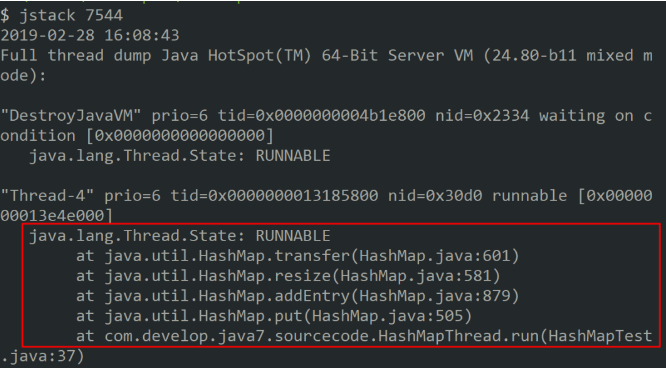 $ jstack 7544
2019-02-28 16:08:43
Full thread dump Java HotSpot(TM) 64-Bit Server VM (24.80-b11 mixed m
ode):
"DestroyJavaVM" prio=6 tid=0x0000000004b1e800 nid=0x2334 waiting on c
ondition [0x0000000000000000]
java.lang.Thread.State: RUNNABLE
"Thread-4" prio=6 tid=0x0000000013185800 nid=0x30d0 runnable [0x00000
00013e4e000]
java.lang.Thread.State: RUNNABLE
at java.util.HashMap.transfer(HashMap.java:601)
at java.util.HashMap.resize(HashMap.java:581)
at java.util.HashMap.addEntry(HashMap.java:879)
at java.util.HashMap.put(HashMap.java:505)
at com.develop.java7.sourcecode.HashMapThread.run(HashMapTest
.java:37)